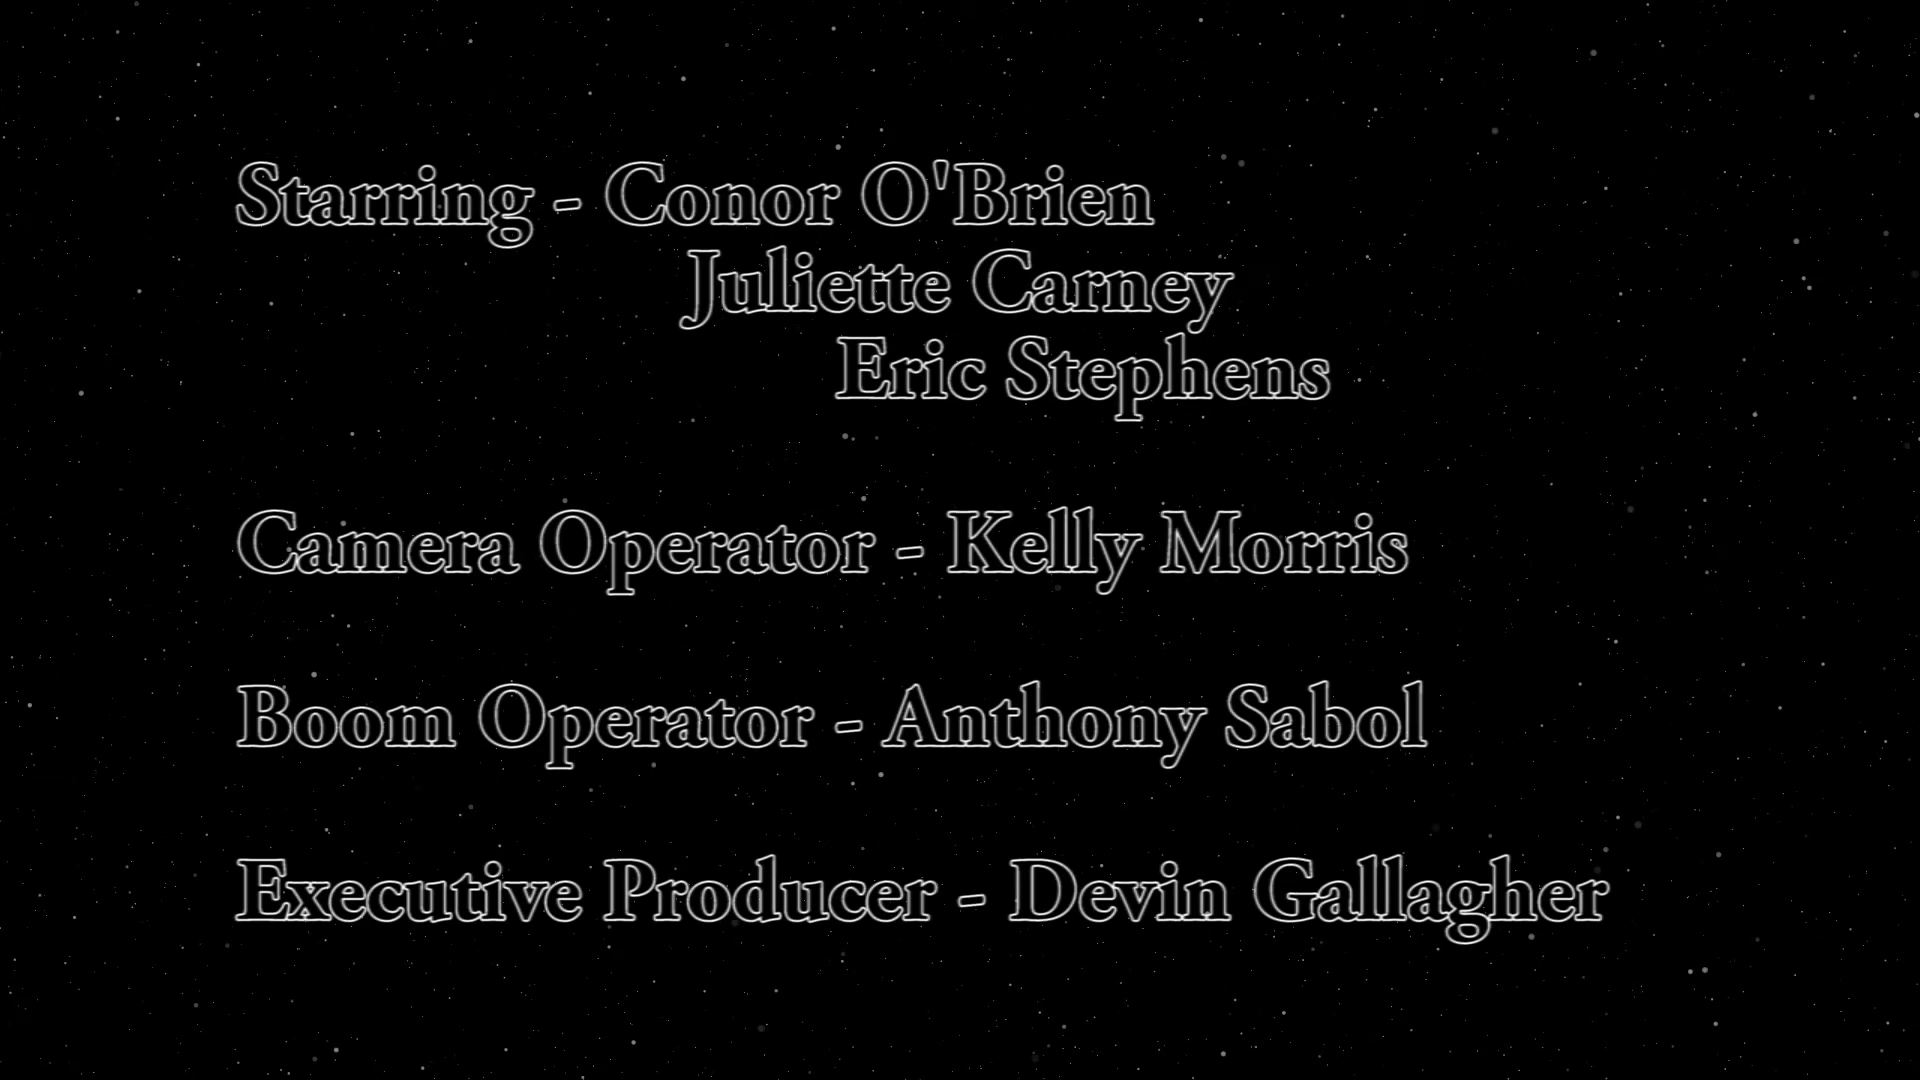 Starring - Conor O'Brien
Juliette Carney
Eric Stephens
Camera Operator - Kelly Morris
Boom Operator - Anthony Sabol
Executive Producer - Devin Gallagher